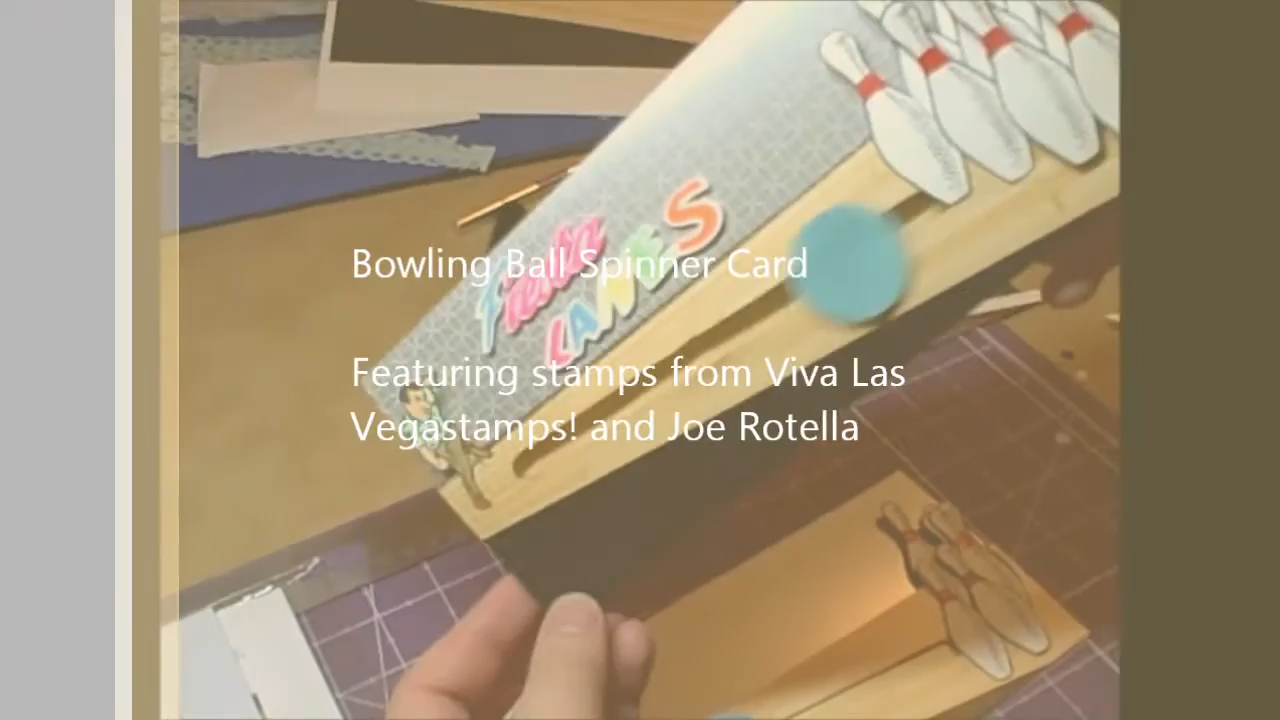 Bowling Ball Spinner Card
Featuring stamps from Viva Las
Vegastamps! and Joe Rotella
LANES